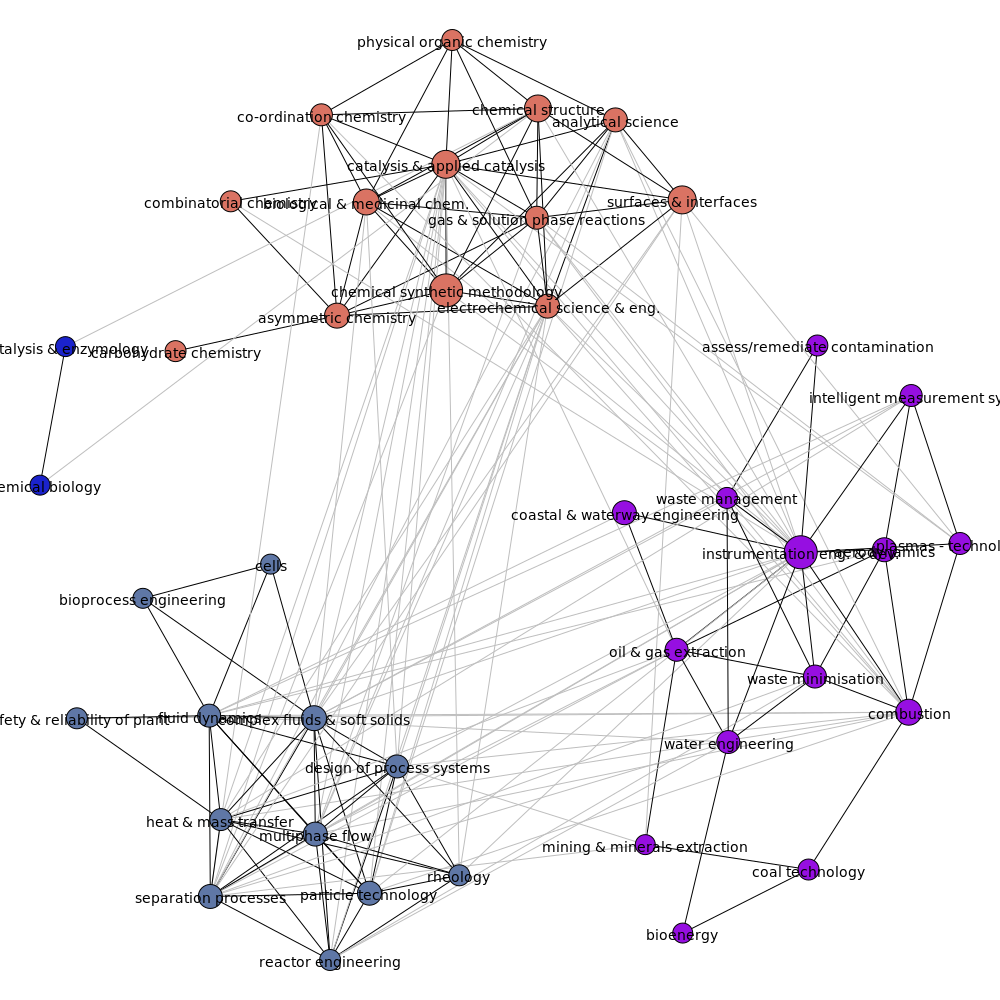 physical organic chemistry
chemical structure
co-ordination chemistry
analytical science
catalysis & applied catalysis
combinatorial chemistry
biological & medicinal chem.
surfaces & interfaces
gas & solution phase reactions
chemical synthetic methodology
electrochemical science & eng.
asymmetric chemistry
talysis & enzymology
carbohydrate chemistry
assess/remediate contamination
intelligent measurement sy
emical biology
waste management
coastal & waterway engineering
instrumentation eng. & dev.
aerodynamics
plasmas - technol
cells
bioprocess engineering
oil & gas extraction
waste minimisation
combustion
fety & reliability of plant
fluid dynamics
complex fluids & soft solids
water engineering
design of process systems
heat & mass transfer
multiphase flow
mining & minerals extraction
coal technology
rheology
separation processes
particle technology
bioenergy
reactor engineering